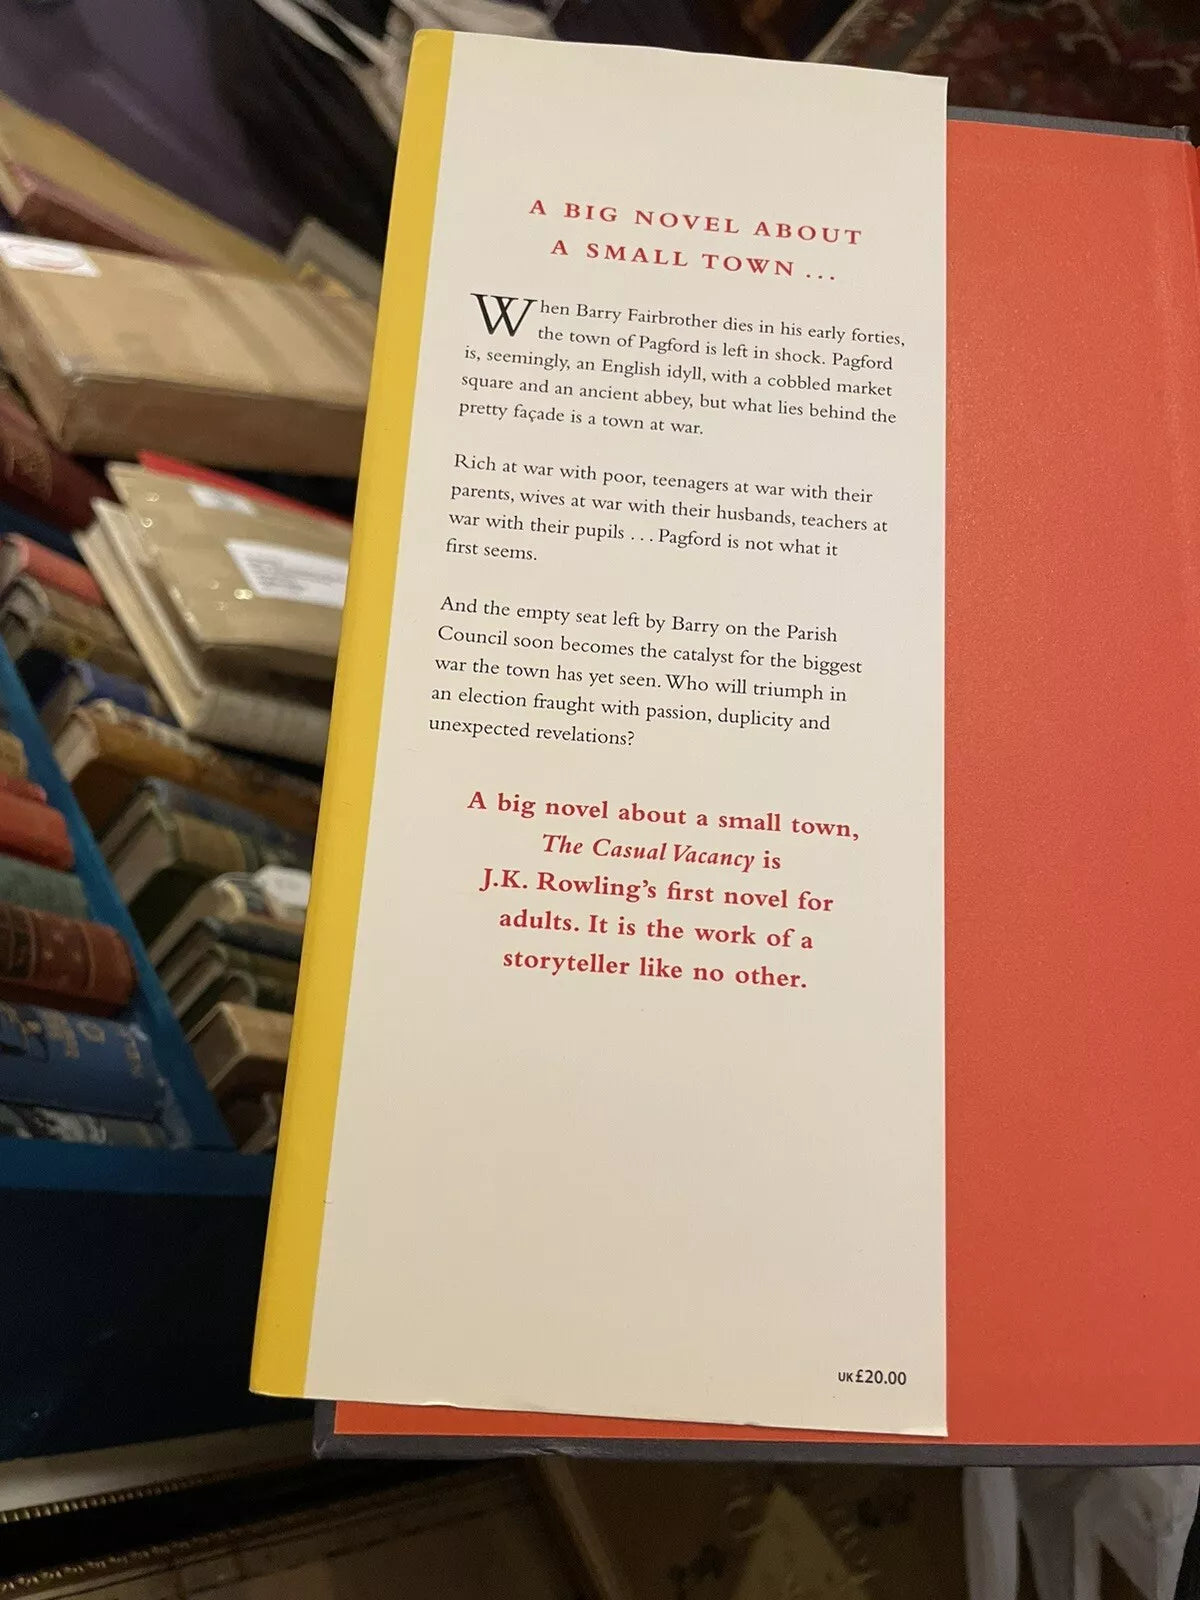 A BIG NOVEL ABOUT
A SMALL TOWN ...
When Barry Fairbrother dies in his early forties,
the town of Pagford is left in shock. Pagford
is, seemingly, an English idyll, with a cobbled market
square and an ancient abbey, but what lies behind the
pretty façade is a town at war.
Rich at war with poor, teenagers at war with their
parents, wives at war with their husbands, teachers at
war with their pupils ... Pagford is not what it
first seems.
And the empty seat left by Barry on the Parish
Council soon becomes the catalyst for the biggest
war the town has yet seen. Who will triumph in
an election fraught with passion, duplicity and
unexpected revelations?
A big novel about a small town,
The Casual Vacancy is
J.K. Rowling's first novel for
adults. It is the work of a
storyteller like no other.
UK£20.00